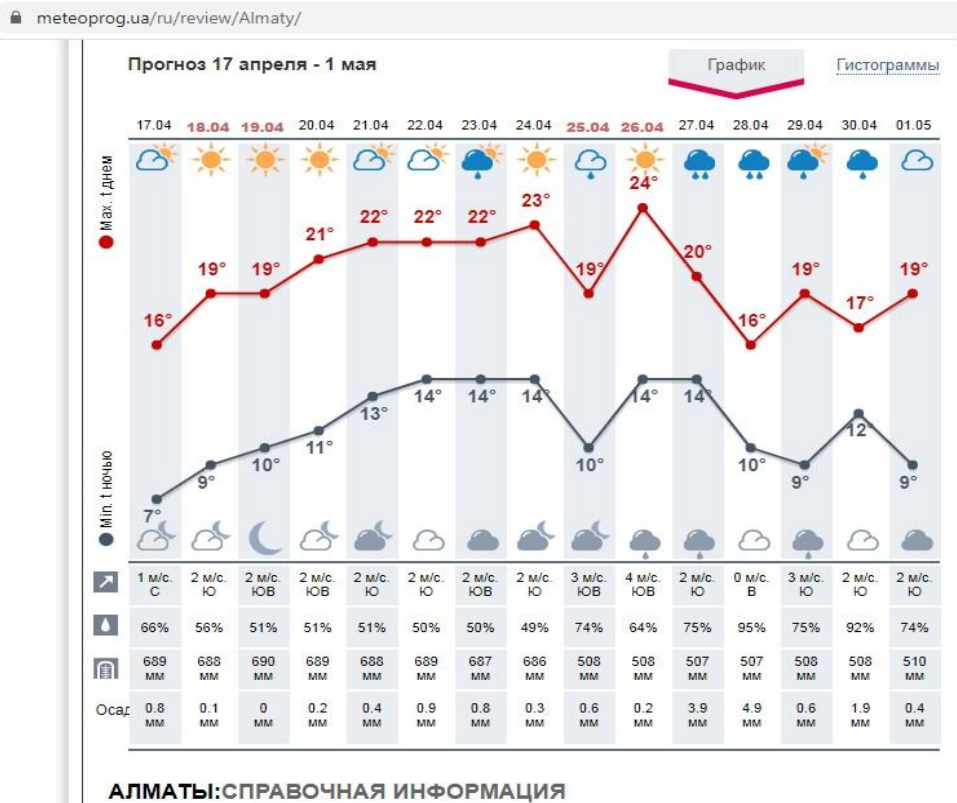 meteoprog.ua/ru/review/Almaty/
Прогноз 17 апреля - 1 мая
График
Гистограммы
17.04 18.04 19.04 20.04 21.04 22.04 23.04 24.04 25.04 26.04 27.04 28.04 29.04 30.04 01.05
Max. t днем
16° 19° 19° 21° 22° 22° 22° 23° 19° 24° 20° 16° 19° 17° 19°
Min. t ночью
7° 9° 10° 11° 13° 14° 14° 14° 10° 14° 14° 10° 9° 12° 9°
1 м/с. 2 м/с. 2 м/с. 2 м/с. 2 м/с. 2 м/с. 2 м/с. 2 м/с. 3 м/с. 4 м/с. 2 м/с. 0 м/с. 3 м/с. 2 м/с. 2 м/с.
С Ю ЮВ ЮВ Ю Ю ЮВ Ю ЮВ ЮВ Ю В Ю Ю Ю
66% 56% 51% 51% 51% 50% 50% 49% 74% 64% 75% 95% 75% 92% 74%
689 688 690 689 688 689 687 686 508 508 507 507 508 508 510
мм мм мм мм мм мм мм мм мм мм мм мм мм мм мм
Осад 0.8 0.1 0 0.2 0.4 0.9 0.8 0.3 0.6 0.2 3.9 4.9 0.6 1.9 0.4
мм мм мм мм мм мм мм мм мм мм мм мм мм мм мм
АЛМАТЫ:СПРАВОЧНАЯ ИНФОРМАЦИЯ